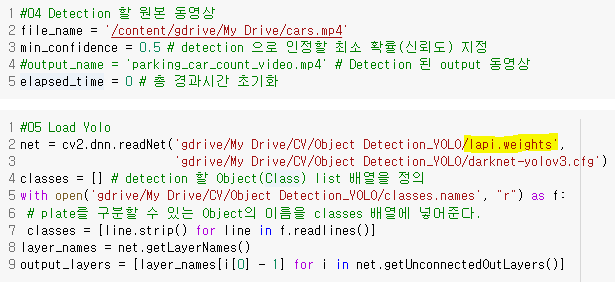 1 #04 Detection 할 원본 동영상
2 file_name = '/content/gdrive/My Drive/cars.mp4'
3 min_confidence = 0.5 # detection 으로 인정할 최소 확률(신뢰도) 지정
4 #output_name = 'parking_car_count_video.mp4' # Detection 된 output 동영상
5 elapsed_time = 0 # 총 경과시간 초기화
1 #05 Load Yolo
2 net = cv2.dnn.readNet('gdrive/My Drive/CV/Object Detection_YOLO/lapi.weights',
3 'gdrive/My Drive/CV/Object Detection_YOLO/darknet-yolov3.cfg')
4 classes = [] # detection 할 Object(Class) list 배열을 정의
5 with open('gdrive/My Drive/CV/Object Detection_YOLO/classes.names', "r") as f:
6 # plate를 구분할 수 있는 Object의 이름을 classes 배열에 넣어준다.
7 classes = [line.strip() for line in f.readlines()]
8 layer_names = net.getLayerNames()
9 output_layers = [layer_names[i[0] - 1] for i in net.getUnconnectedOutLayers()]